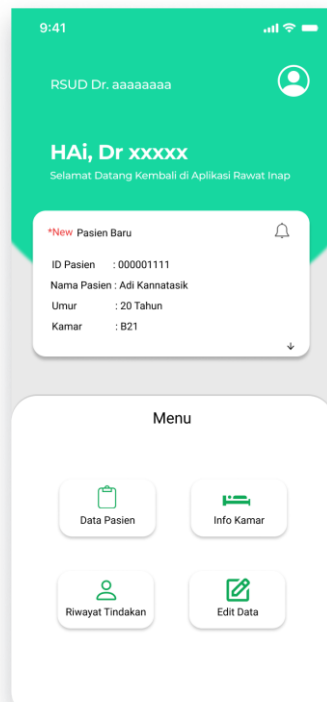 9:41
RSUD Dr. aaaaaaaa
HAi, Dr xxxxx
Selamat Datang Kembali di Aplikasi Rawat Inap
*New Pasien Baru
ID Pasien : 000001111
Nama Pasien : Adi Kannatasik
Umur : 20 Tahun
Kamar : B21
Menu
Data Pasien
Info Kamar
Riwayat Tindakan
Edit Data